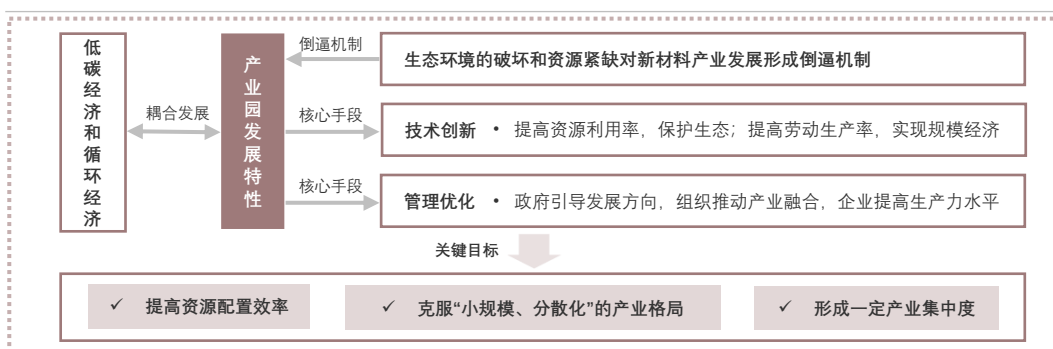 低碳经济和循环经济
耦合发展
产业园发展特性
倒逼机制
生态环境的破坏和资源紧缺对新材料产业发展形成倒逼机制
核心手段
技术创新 • 提高资源利用率，保护生态；提高劳动生产率，实现规模经济
核心手段
管理优化 • 政府引导发展方向，组织推动产业融合，企业提高生产力水平
关键目标
✓ 提高资源配置效率
✓ 克服“小规模、分散化”的产业格局
✓ 形成一定产业集中度